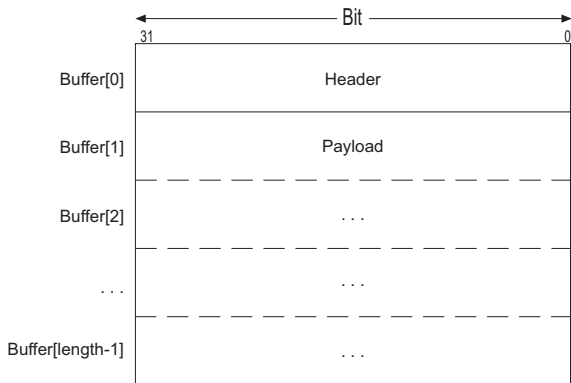 Bit
31 0
Buffer[0] Header
Buffer[1] Payload
Buffer[2] . . .
. . . . . .
Buffer[length-1] . . .